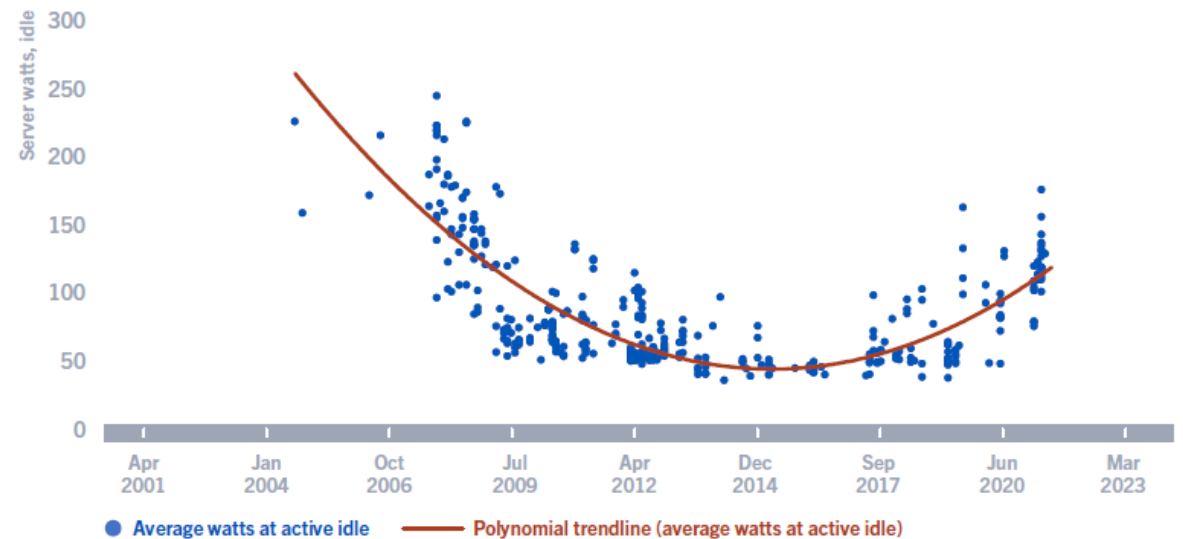 Server watts, idle
300
250
200
150
100
50
0
Apr Jan Oct Jul Apr Dec Sep Jun Mar
2001 2004 2006 2009 2012 2014 2017 2020 2023
Average watts at active idle Polynomial trendline (average watts at active idle)